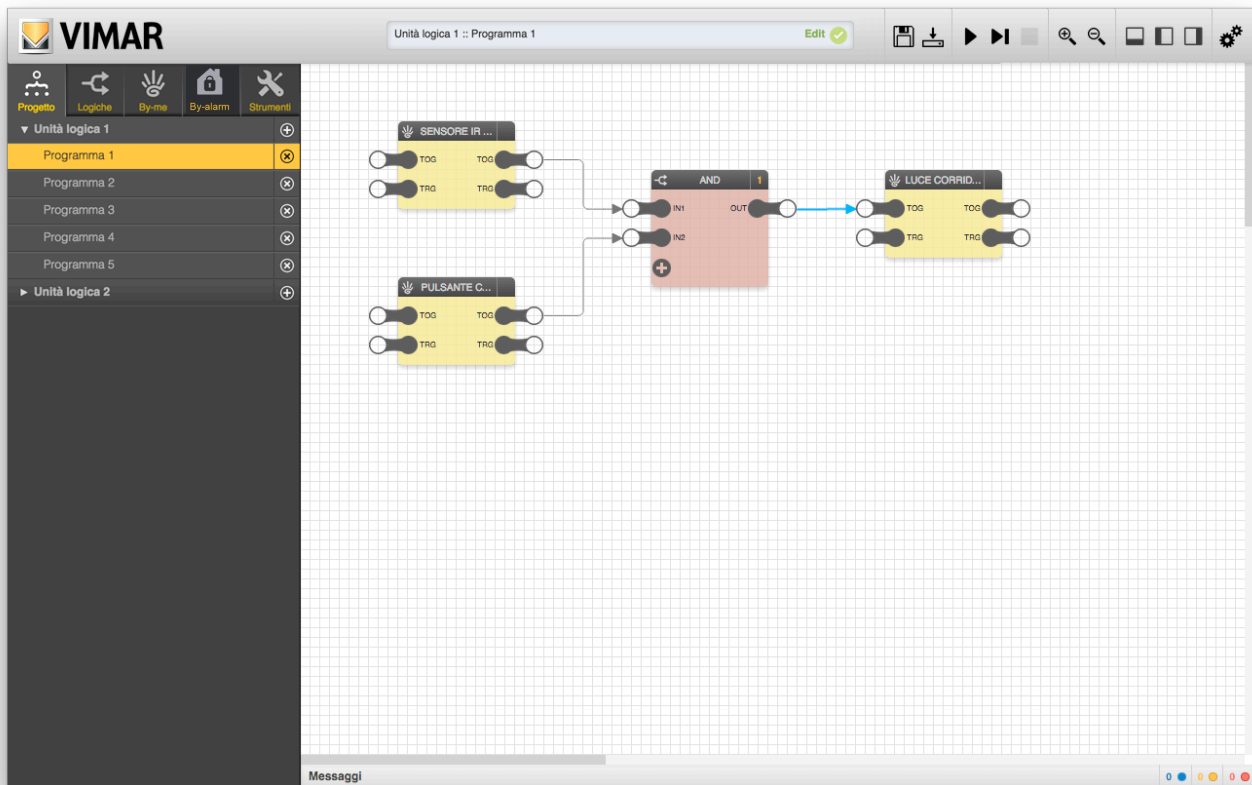 VIMAR
Unità logica 1 :: Programma 1
Edit
Progetto
Logiche
By-me
By-alarm
Strumenti
Unità logica 1
Programma 1
Programma 2
Programma 3
Programma 4
Programma 5
Unità logica 2
SENSORE IR ...
TOG TOG
TRG TRG
AND 1
IN1 OUT
IN2
LUCE CORRID...
TOG TOG
TRG TRG
PULSANTE C...
TOG TOG
TRG TRG
Messaggi
0 0 0